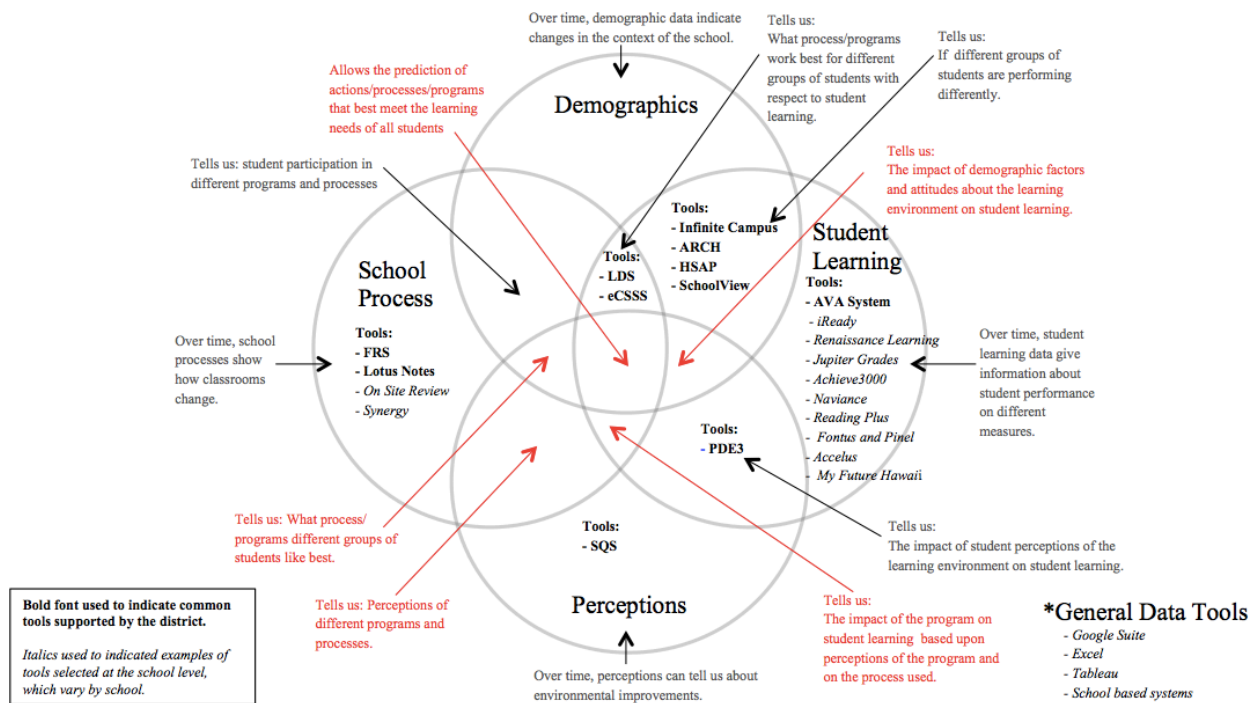 Over time, demographic data indicate
changes in the context of the school.
Tells us:
What process/programs
work best for different
groups of students with
respect to student
learning.
Tells us:
If different groups of
students are performing
differently.
Allows the prediction of
actions/processes/programs
that best meet the learning
needs of all students
Demographics
Tells us: student participation in
different programs and processes
Tells us:
The impact of demographic factors
and attitudes about the learning
environment on student learning.
Tools:
- Infinite Campus
- ARCH
- HSAP
- SchoolView
Tools:
- LDS
- eCSSS
School
Process
Tools:
- FRS
- Lotus Notes
- On Site Review
- Synergy
Student
Learning
Tools:
- AVA System
- iReady
- Renaissance Learning
- Jupiter Grades
- Achieve3000
- Naviance
- Reading Plus
- Fontus and Pinel
- Accelus
- My Future Hawaii
Over time, school
processes show
how classrooms
change.
Over time, student
learning data give
information about
student performance
on different
measures.
Tools:
- PDE3
Tells us: What process/
programs different groups of
students like best.
Tools:
- SQS
Tells us:
The impact of student perceptions of the
learning environment on student learning.
Tells us: Perceptions of
different programs and
processes.
Perceptions
Tells us:
The impact of the program on
student learning based upon
perceptions of the program and
on the process used.
Over time, perceptions can tell us about
environmental improvements.
Bold font used to indicate common
tools supported by the district.
Italics used to indicated examples of
tools selected at the school level,
which vary by school.
*General Data Tools
- Google Suite
- Excel
- Tableau
- School based systems